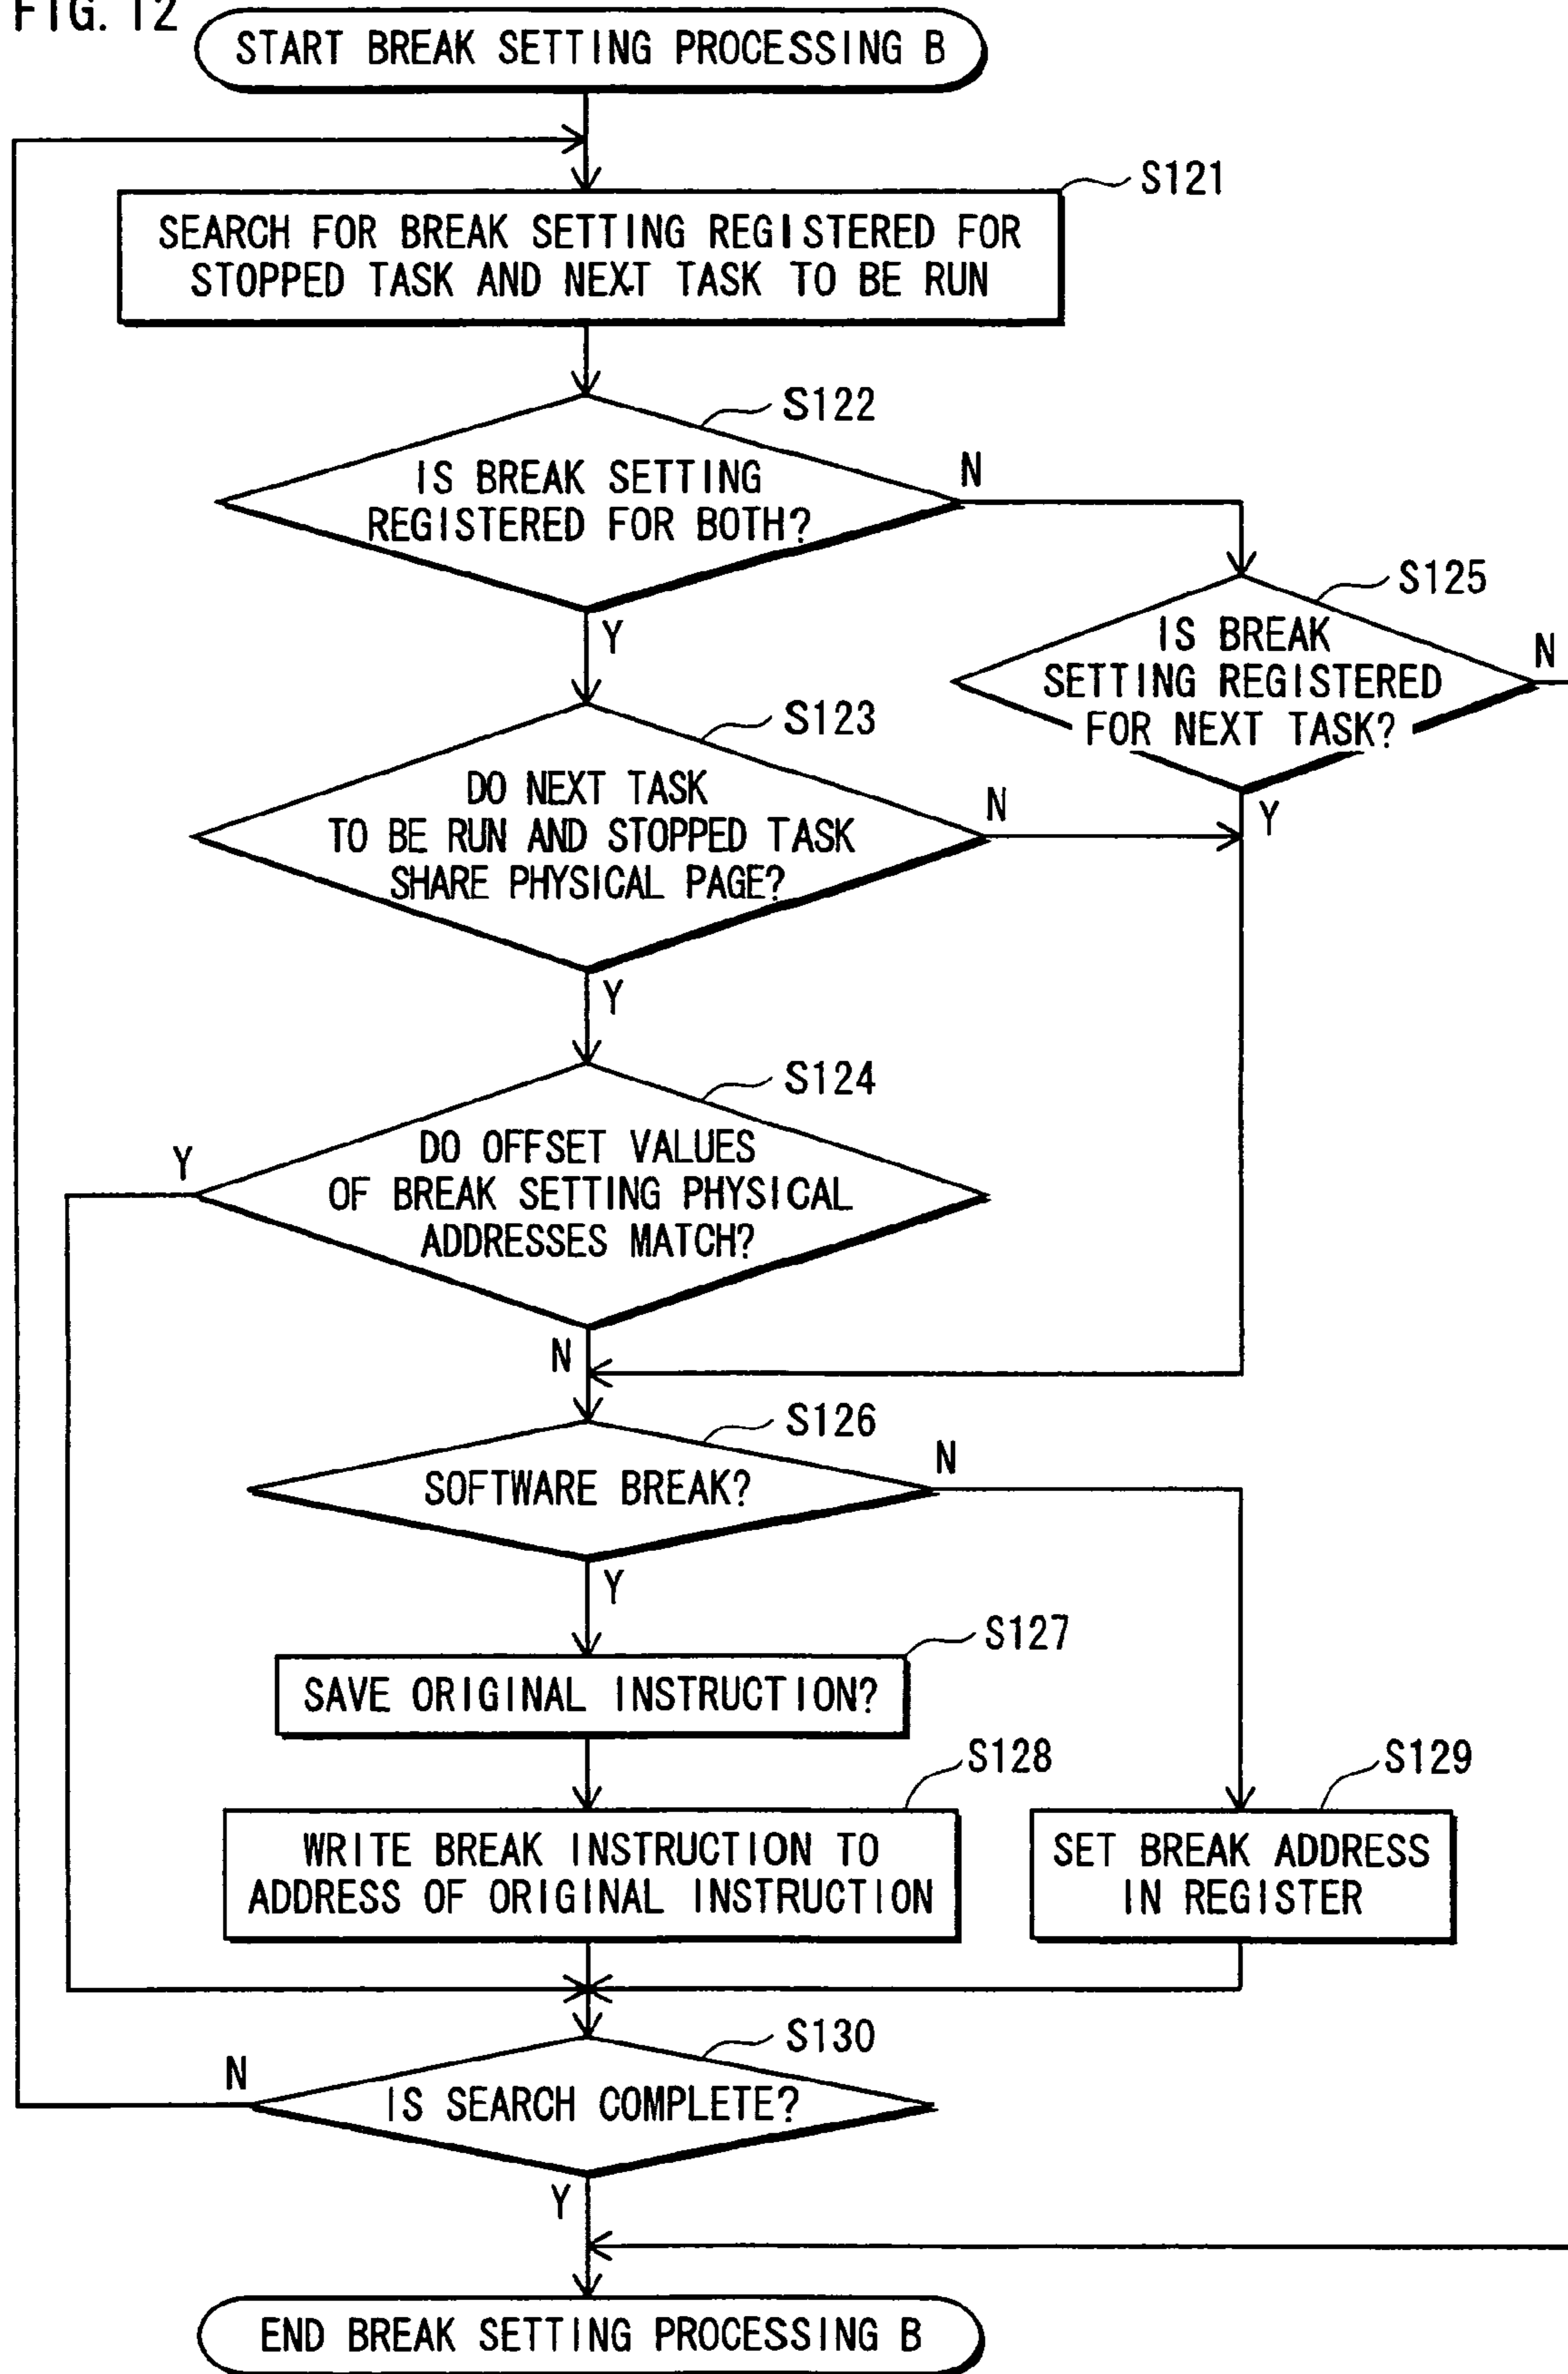 FIG. 12
START BREAK SETTING PROCESSING B
S121
SEARCH FOR BREAK SETTING REGISTERED FOR
STOPPED TASK AND NEXT TASK TO BE RUN
S122
IS BREAK SETTING
REGISTERED FOR BOTH?
N
Y
S125
IS BREAK
SETTING REGISTERED
FOR NEXT TASK?
N
Y
S123
DO NEXT TASK
TO BE RUN AND STOPPED TASK
SHARE PHYSICAL PAGE?
N
Y
S124
DO OFFSET VALUES
OF BREAK SETTING PHYSICAL
ADDRESSES MATCH?
Y
N
S126
SOFTWARE BREAK?
N
Y
S127
SAVE ORIGINAL INSTRUCTION?
S128
WRITE BREAK INSTRUCTION TO
ADDRESS OF ORIGINAL INSTRUCTION
S129
SET BREAK ADDRESS
IN REGISTER
S130
IS SEARCH COMPLETE?
N
Y
END BREAK SETTING PROCESSING B